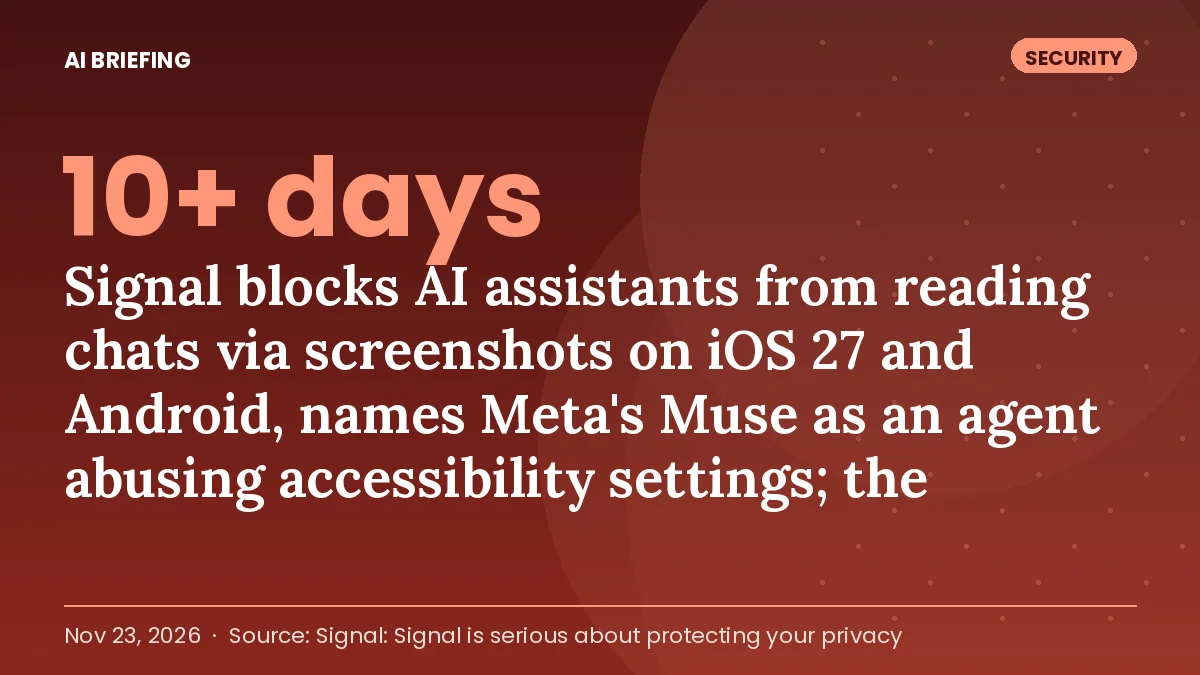 AI BRIEFING
SECURITY
10+ days
Signal blocks AI assistants from reading
chats via screenshots on iOS 27 and
Android, names Meta's Muse as an agent
abusing accessibility settings; the
Nov 23, 2026 · Source: Signal: Signal is serious about protecting your privacy